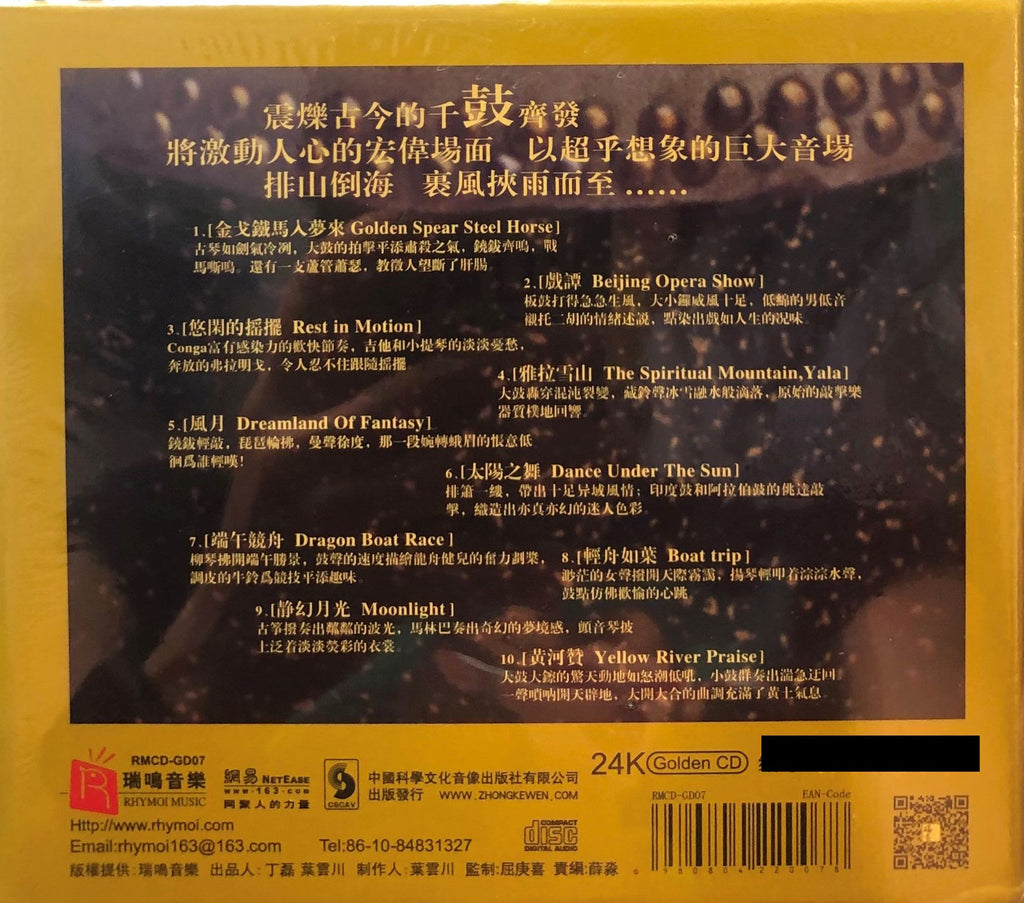 震爍古今的千鼓齊發
將激動人心的宏偉場面 以超乎想象的巨大音場
排山倒海 裹風挾雨而至 ......
1.[金戈鐵馬入夢來 Golden Spear Steel Horse]
古琴如劍氣冷冽,大鼓的拍擊平添肅殺之氣,鐃鈸齊鳴,戰
馬嘶鳴。還有一支蘆管蕭瑟,教徵人望斷了肝腸。
2.[戲譚 Beijing Opera Show]
板鼓打得急急生風,大小鑼威風十足,低綿的男低音
襯托二胡的情緒述說,點染出戲如人生的况味。
3.[悠閑的摇擺 Rest in Motion]
Conga富有感染力的歡快節奏,吉他和小提琴的淡淡憂愁,
奔放的弗拉明戈,令人忍不住跟隨摇擺。
4.[雅拉雪山 The Spiritual Mountain,Yala]
大鼓轟穿混沌裂變,藏鈴聲冰雪融水般滴落,原始的敲擊樂
器質樸地回響。
5.[風月 Dreamland Of Fantasy]
鐃鈸輕敲,琵琶輪拂,曼聲徐度,那一段婉轉蛾眉的悵意低
徊爲誰輕嘆!
6.[太陽之舞 Dance Under The Sun]
排簫一縷,帶出十足异域風情;印度鼓和阿拉伯鼓的佻達敲
擊,織造出亦真亦幻的迷人色彩。
7.[端午競舟 Dragon Boat Race]
柳琴拂開端午勝景,鼓聲的速度描繪龍舟健兒的奮力劃槳,
調皮的牛鈴爲競技平添趣味。
8.[輕舟如葉 Boat trip]
渺茫的女聲撥開天際霧靄,揚琴輕叩着淙淙水聲,
鼓點仿佛歡愉的心跳。
9.[静幻月光 Moonlight]
古箏撥奏出粼粼的波光,馬林巴奏出奇幻的夢境感,顫音琴披
上泛着淡淡熒彩的衣裳。
10.[黄河贊 Yellow River Praise]
大鼓大鑔的驚天動地如怒潮低吼,小鼓群奏出湍急迂回。
一聲嗩吶開天辟地,大開大合的曲調充滿了黄土氣息。
RMCD-GD07
瑞鳴音樂
RHYMOI MUSIC
網易 NETEASE
www.163.com
网聚人的力量
CSCAV
中國科學文化音像出版社有限公司
出版發行 WWW.ZHONGKEWEN.COM
24K Golden CD
RMCD-GD07 EAN-Code
Http://www.rhymoi.com
Email:rhymoi163@163.com Tel:86-10-84831327
COMPACT disc DIGITAL AUDIO
6 950804 220078
版權提供:瑞鳴音樂 出品人:丁磊 葉雲川 制作人:葉雲川 監制:屈庚喜 責編:薛淼